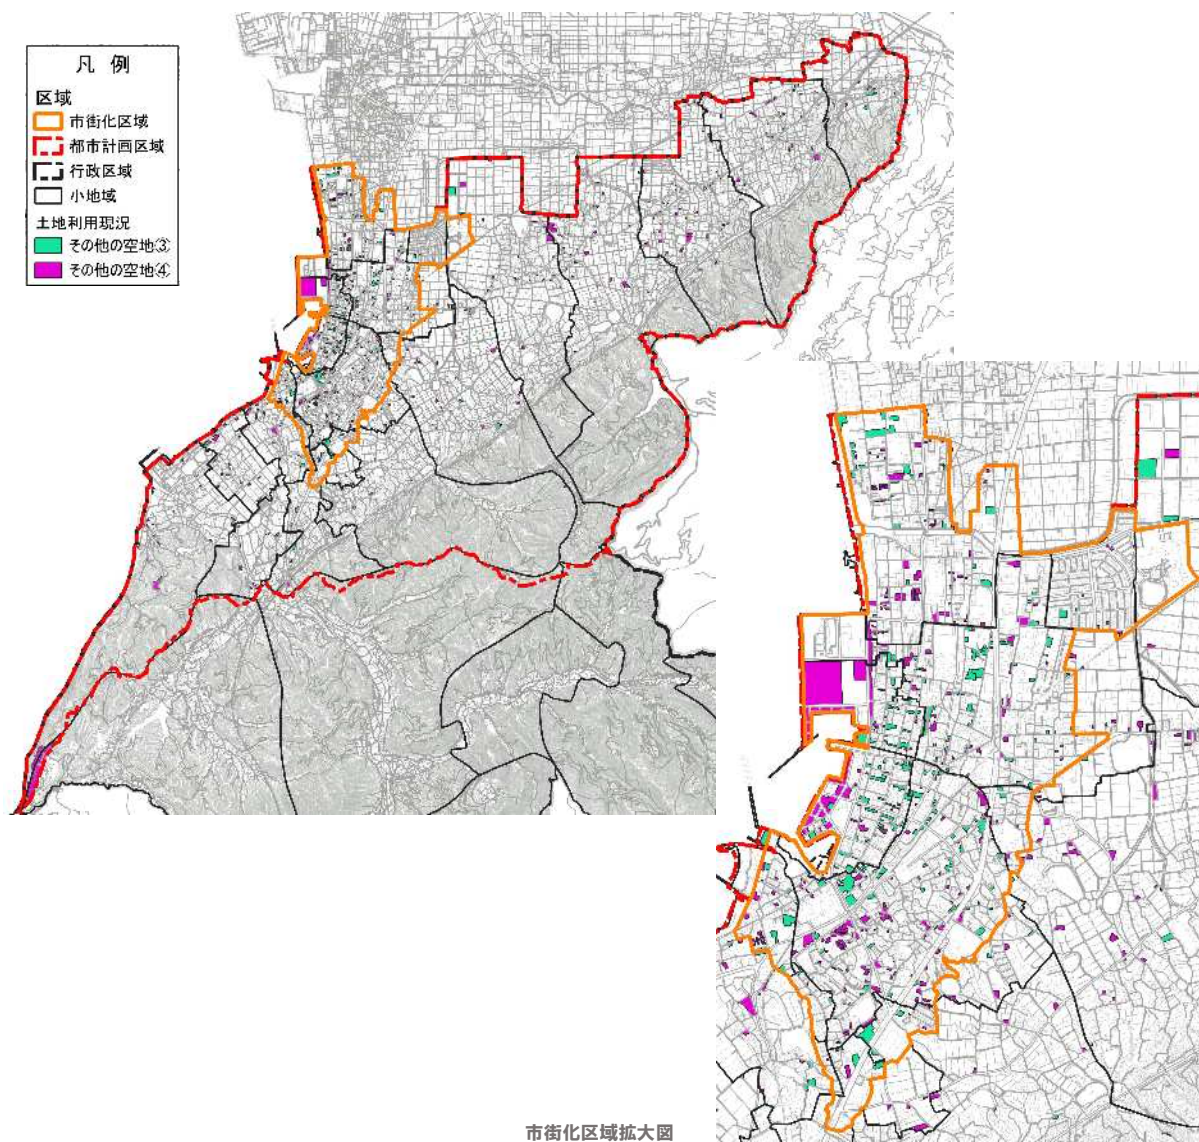 凡 例
区域
市街化区域
都市計画区域
行政区域
小地域
土地利用現況
その他の空地③
その他の空地④
市街化区域拡大図